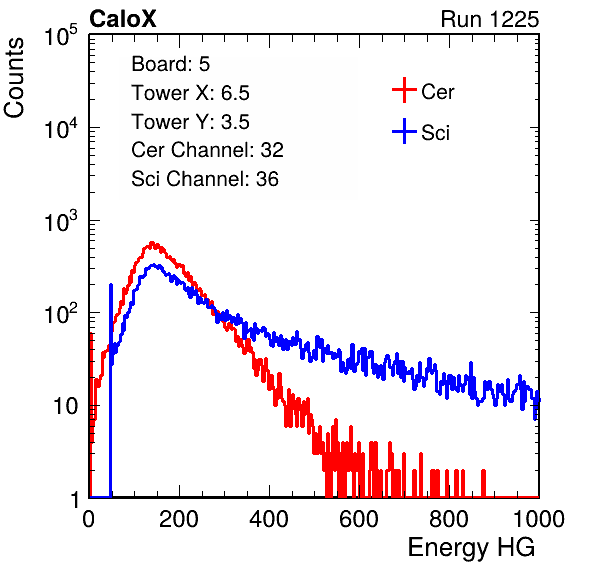 CaloX Run 1225
Counts
10^5
10^4
10^3
10^2
10
1
Board: 5
Tower X: 6.5
Tower Y: 3.5
Cer Channel: 32
Sci Channel: 36
Cer
Sci
0 200 400 600 800 1000
Energy HG